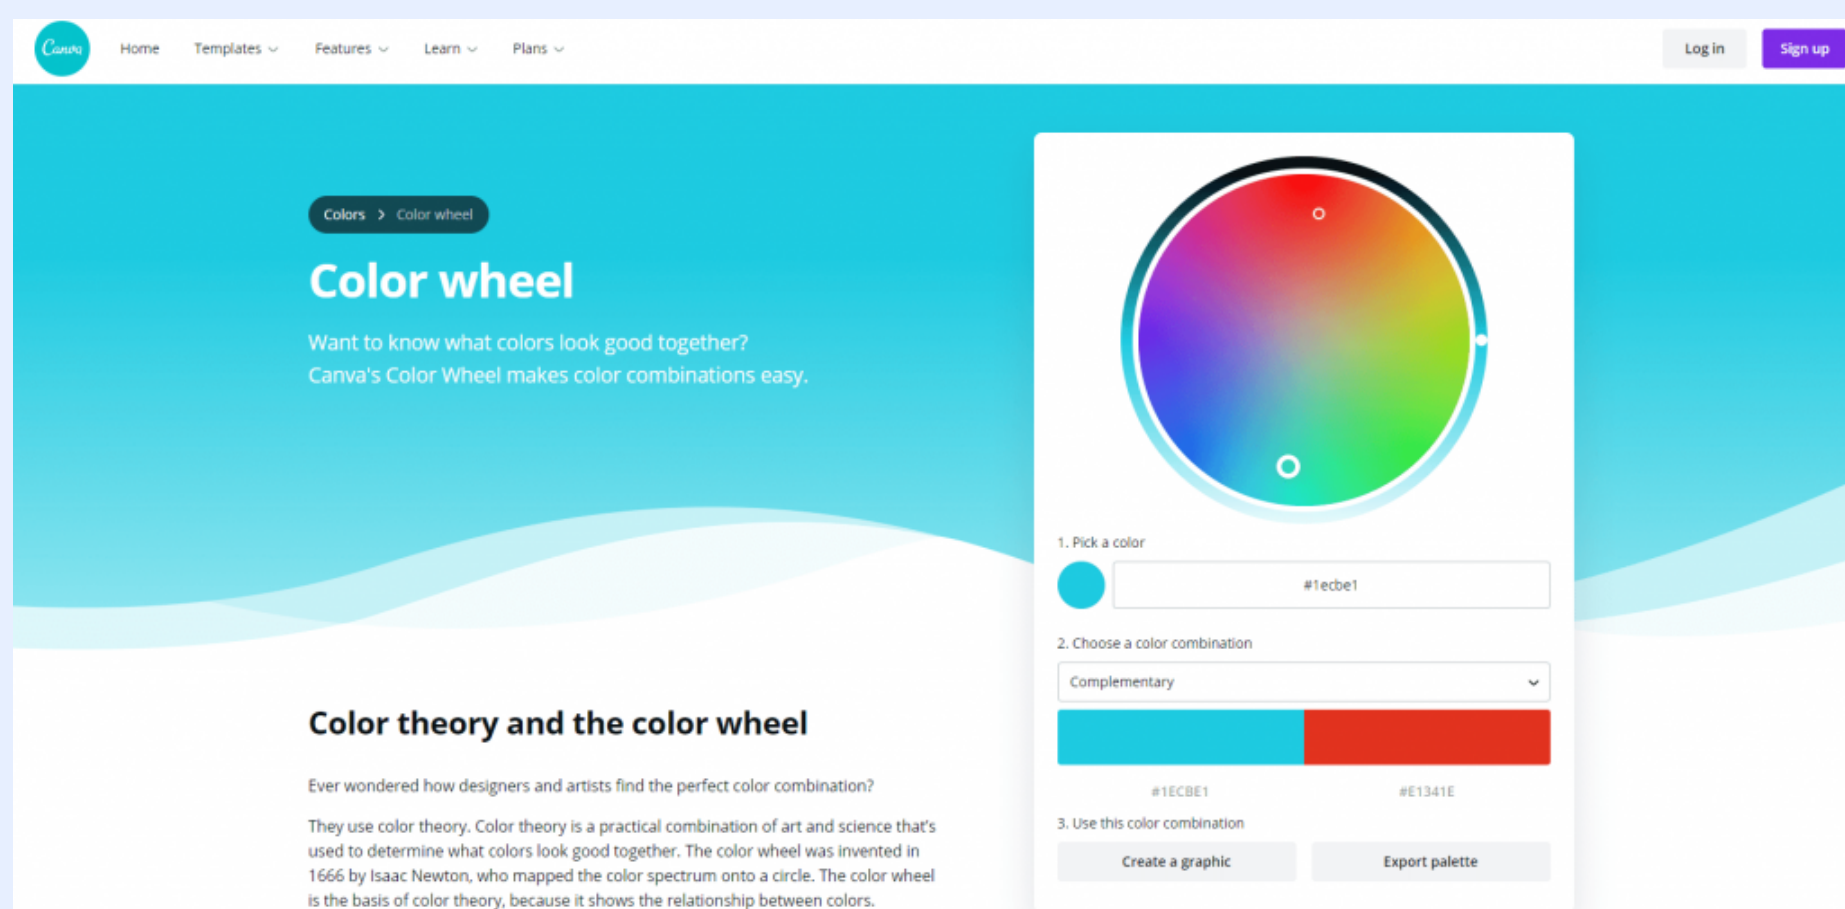 Canva
Home
Templates
Features
Learn
Plans
Log in
Sign up
Colors > Color wheel
Color wheel
Want to know what colors look good together?
Canva's Color Wheel makes color combinations easy.
1. Pick a color
#1ecbe1
2. Choose a color combination
Complementary
#1ECBE1
#E1341E
3. Use this color combination
Create a graphic
Export palette
Color theory and the color wheel
Ever wondered how designers and artists find the perfect color combination?
They use color theory. Color theory is a practical combination of art and science that's
used to determine what colors look good together. The color wheel was invented in
1666 by Isaac Newton, who mapped the color spectrum onto a circle. The color wheel
is the basis of color theory, because it shows the relationship between colors.